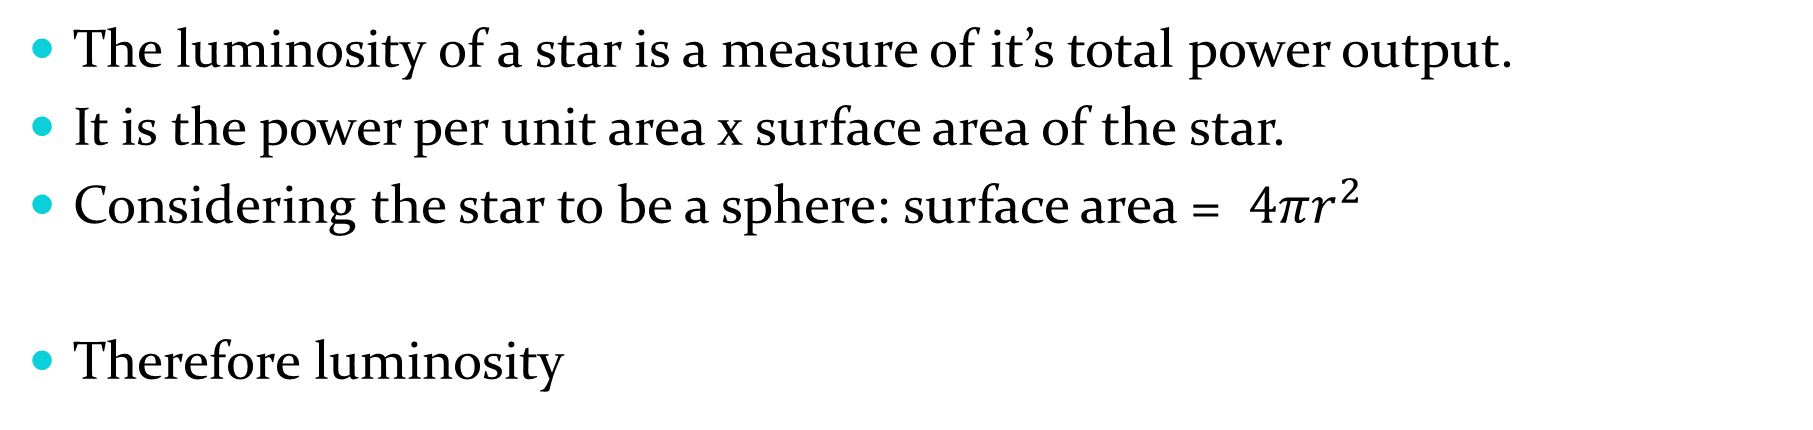 • The luminosity of a star is a measure of it’s total power output.
• It is the power per unit area x surface area of the star.
• Considering the star to be a sphere: surface area = 4𝜋𝑟²
• Therefore luminosity